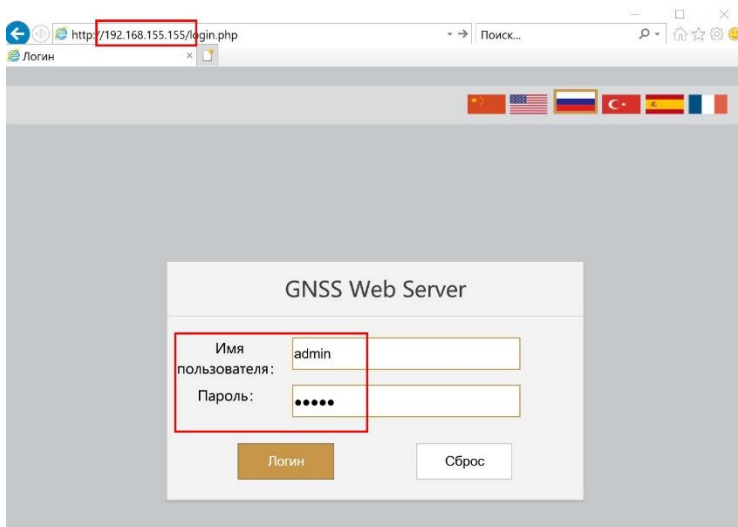 http://192.168.155.155/login.php
Поиск...
Логин
GNSS Web Server
Имя
пользователя:
admin
Пароль:
•••••
Логин
Сброс